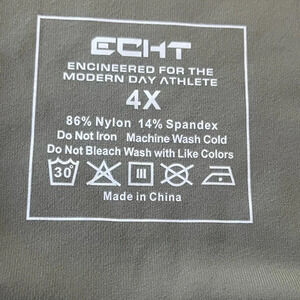 ECHT
ENGINEERED FOR THE
MODERN DAY ATHLETE
4X
86% Nylon 14% Spandex
Do Not Iron Machine Wash Cold
Do Not Bleach Wash with Like Colors
30
Made in China